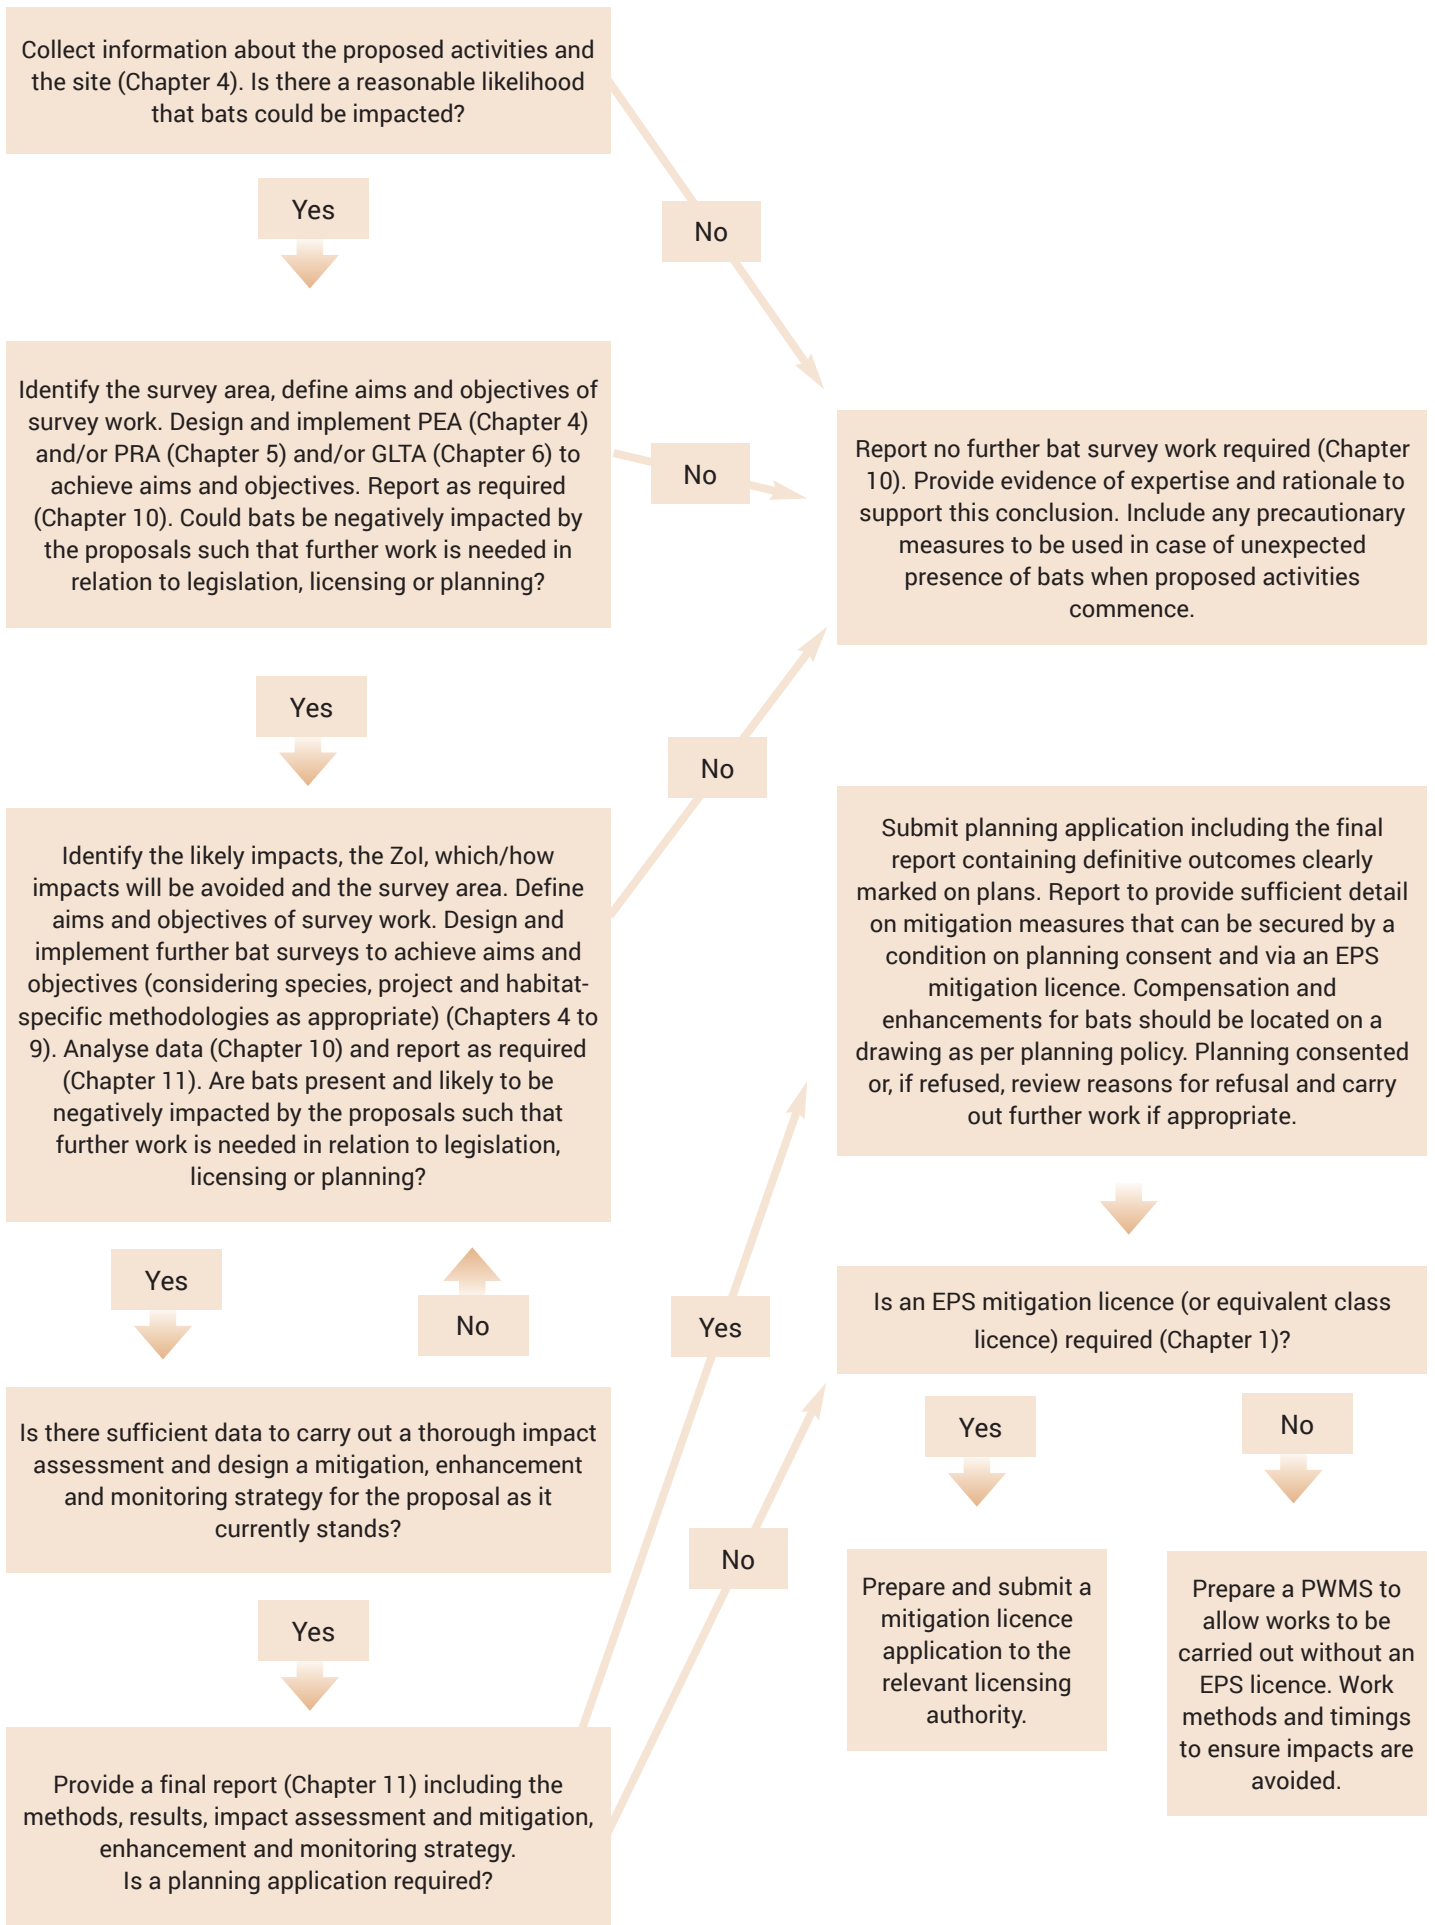 Collect information about the proposed activities and
the site (Chapter 4). Is there a reasonable likelihood
that bats could be impacted?
Yes
No
Identify the survey area, define aims and objectives of
survey work. Design and implement PEA (Chapter 4)
and/or PRA (Chapter 5) and/or GLTA (Chapter 6) to
achieve aims and objectives. Report as required
(Chapter 10). Could bats be negatively impacted by
the proposals such that further work is needed in
relation to legislation, licensing or planning?
No
Report no further bat survey work required (Chapter
10). Provide evidence of expertise and rationale to
support this conclusion. Include any precautionary
measures to be used in case of unexpected
presence of bats when proposed activities
commence.
Yes
No
Identify the likely impacts, the ZoI, which/how
impacts will be avoided and the survey area. Define
aims and objectives of survey work. Design and
implement further bat surveys to achieve aims and
objectives (considering species, project and habitat-
specific methodologies as appropriate) (Chapters 4 to
9). Analyse data (Chapter 10) and report as required
(Chapter 11). Are bats present and likely to be
negatively impacted by the proposals such that
further work is needed in relation to legislation,
licensing or planning?
Submit planning application including the final
report containing definitive outcomes clearly
marked on plans. Report to provide sufficient detail
on mitigation measures that can be secured by a
condition on planning consent and via an EPS
mitigation licence. Compensation and
enhancements for bats should be located on a
drawing as per planning policy. Planning consented
or, if refused, review reasons for refusal and carry
out further work if appropriate.
Yes
No
Yes
Is an EPS mitigation licence (or equivalent class
licence) required (Chapter 1)?
Is there sufficient data to carry out a thorough impact
assessment and design a mitigation, enhancement
and monitoring strategy for the proposal as it
currently stands?
Yes
No
No
Yes
Prepare and submit a
mitigation licence
application to the
relevant licensing
authority.
Prepare a PWMS to
allow works to be
carried out without an
EPS licence. Work
methods and timings
to ensure impacts are
avoided.
Provide a final report (Chapter 11) including the
methods, results, impact assessment and mitigation,
enhancement and monitoring strategy.
Is a planning application required?